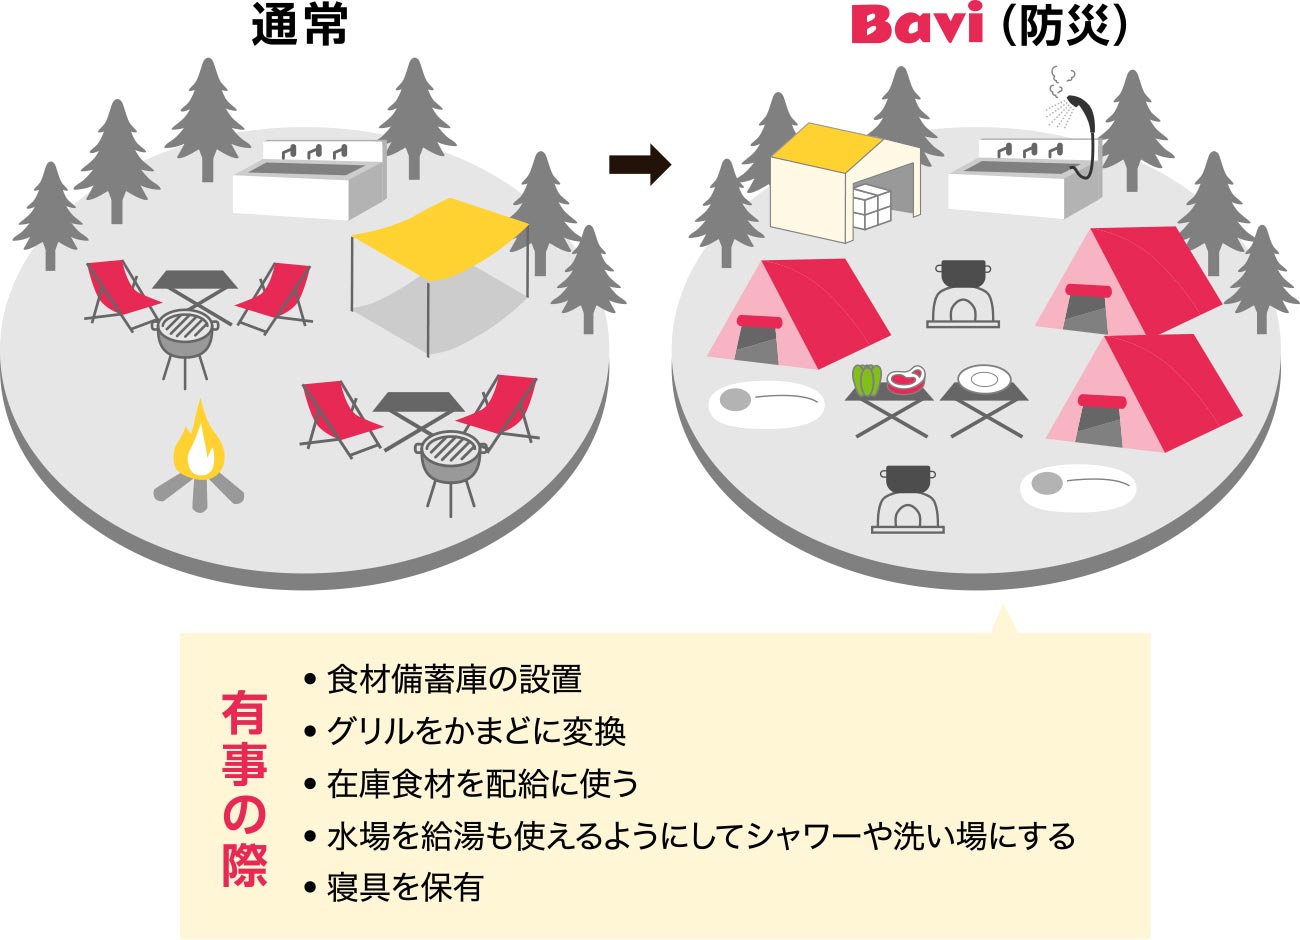 通常
Bavi(防災)
有事の際
• 食材備蓄庫の設置
• グリルをかまどに変換
• 在庫食材を配給に使う
• 水場を給湯も使えるようにしてシャワーや洗い場にする
• 寝具を保有